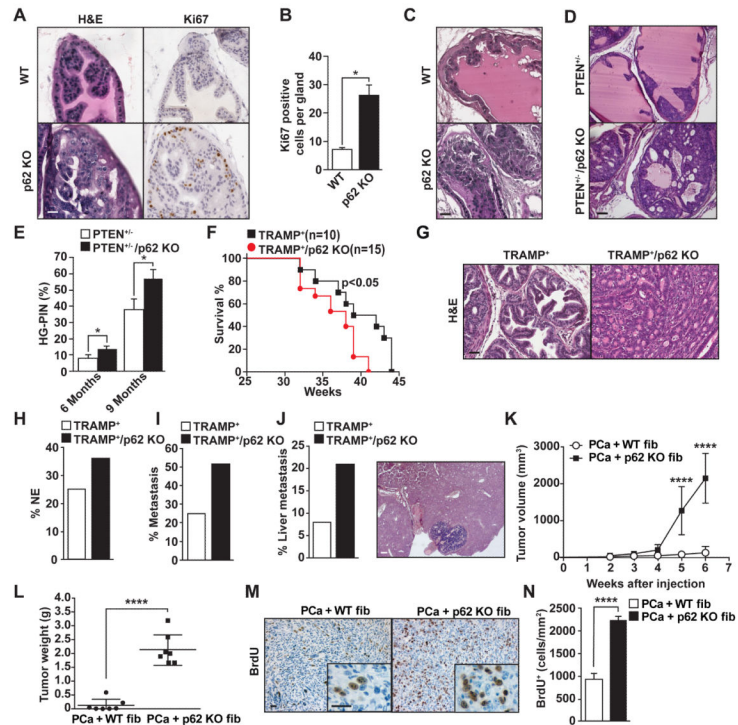 A
H&E
Ki67
WT
p62 KO
B
Ki67 positive
cells per gland
40
30
20
10
0
*
WT
p62 KO
C
WT
p62 KO
D
PTEN+/-
PTEN+/-/p62 KO
E
PTEN+/-
PTEN+/-/p62 KO
HG-PIN (%)
80
60
40
20
0
*
*
6 Months
9 Months
F
TRAMP+(n=10)
TRAMP+/p62 KO(n=15)
p<0.05
Survival %
100
80
60
40
20
0
25
35
45
Weeks
G
TRAMP+
TRAMP+/p62 KO
H&E
H
TRAMP+
TRAMP+/p62 KO
% NE
40
30
20
10
0
I
TRAMP+
TRAMP+/p62 KO
% Metastasis
60
50
40
30
20
10
0
J
TRAMP+
TRAMP+/p62 KO
% Liver metastasis
25
20
15
10
5
0
K
PCa + WT fib
PCa + p62 KO fib
Tumor volume (mm3)
3000
2000
1000
0
****
****
0 1 2 3 4 5 6 7
Weeks after injection
L
Tumor weight (g)
4.0
3.5
3.0
2.5
2.0
1.5
1.0
0.5
0
****
PCa + WT fib
PCa + p62 KO fib
M
PCa + WT fib
PCa + p62 KO fib
BrdU
N
PCa + WT fib
PCa + p62 KO fib
BrdU+ (cells/mm2)
2500
2000
1500
1000
500
0
****